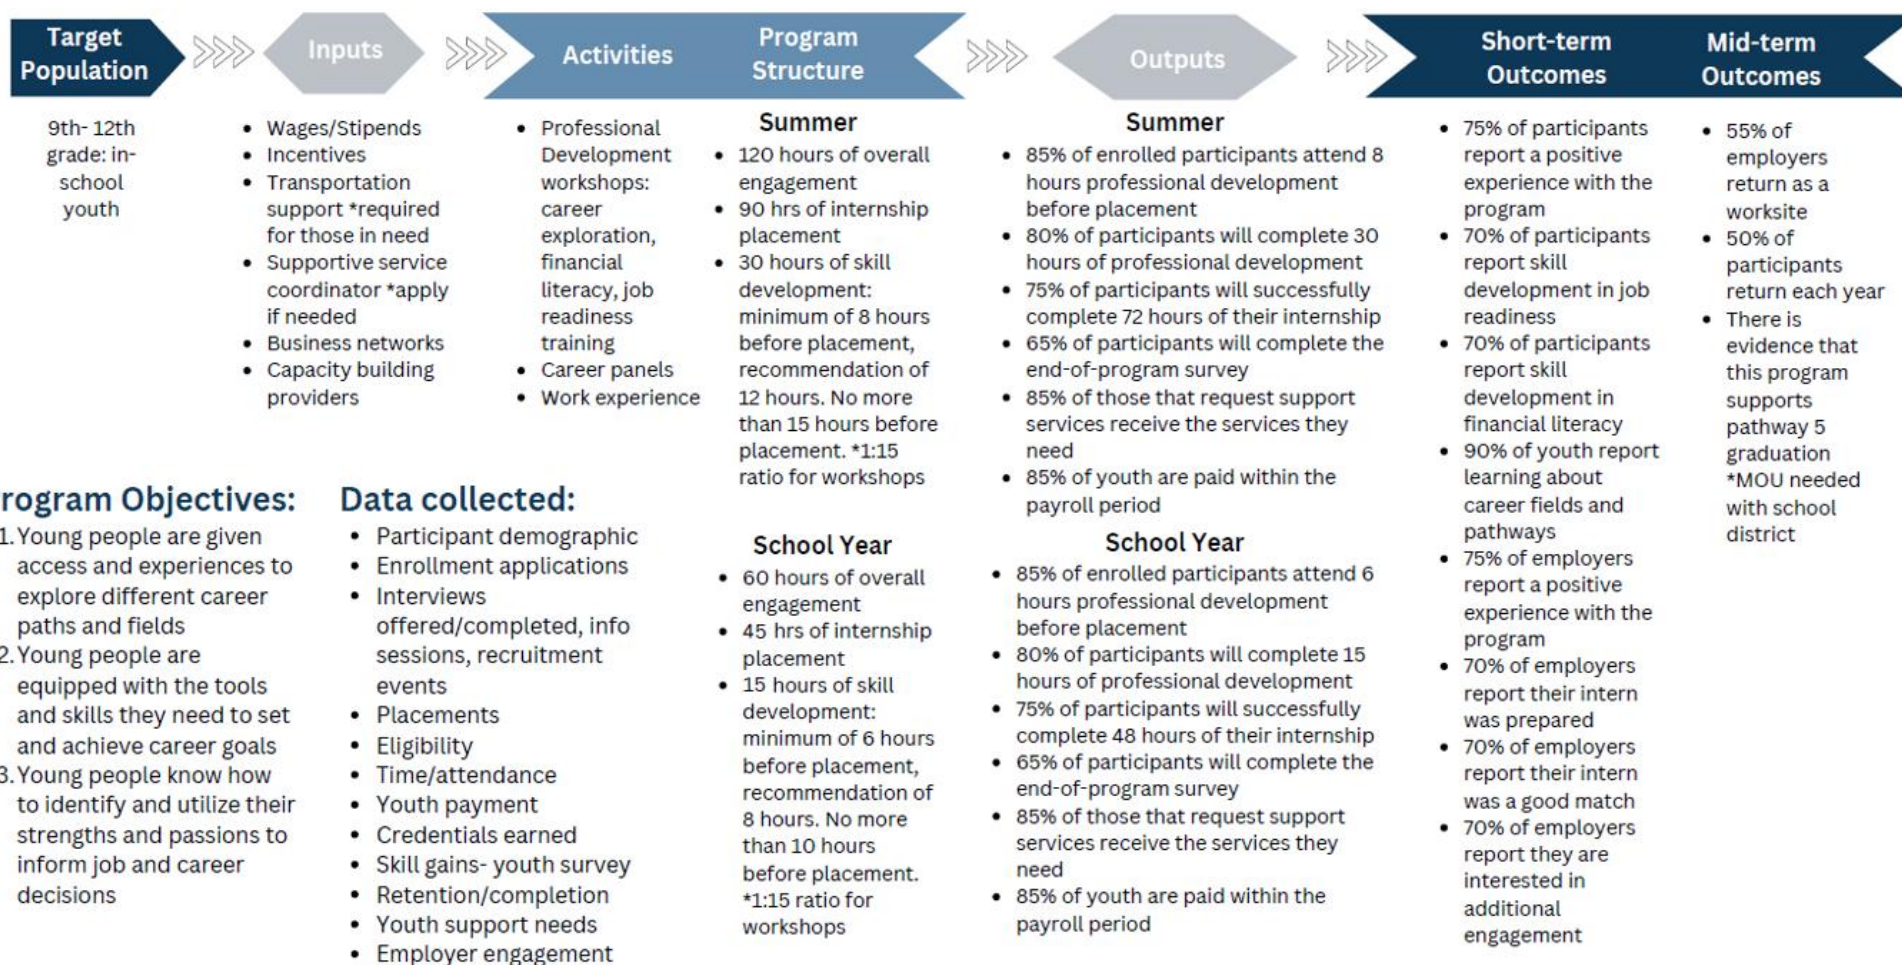 Target
Population
Inputs
Activities
Program
Structure
Outputs
Short-term
Outcomes
Mid-term
Outcomes
9th- 12th
grade: in-
school
youth
• Wages/Stipends
• Incentives
• Transportation
support *required
for those in need
• Supportive service
coordinator *apply
if needed
• Business networks
• Capacity building
providers
• Professional
Development
workshops:
career
exploration,
financial
literacy, job
readiness
training
• Career panels
• Work experience
Summer
• 120 hours of overall
engagement
• 90 hrs of internship
placement
• 30 hours of skill
development:
minimum of 8 hours
before placement,
recommendation of
12 hours. No more
than 15 hours before
placement. *1:15
ratio for workshops
School Year
• 60 hours of overall
engagement
• 45 hrs of internship
placement
• 15 hours of skill
development:
minimum of 6 hours
before placement,
recommendation of
8 hours. No more
than 10 hours
before placement.
*1:15 ratio for
workshops
Summer
• 85% of enrolled participants attend 8
hours professional development
before placement
• 80% of participants will complete 30
hours of professional development
• 75% of participants will successfully
complete 72 hours of their internship
• 65% of participants will complete the
end-of-program survey
• 85% of those that request support
services receive the services they
need
• 85% of youth are paid within the
payroll period
School Year
• 85% of enrolled participants attend 6
hours professional development
before placement
• 80% of participants will complete 15
hours of professional development
• 75% of participants will successfully
complete 48 hours of their internship
• 65% of participants will complete the
end-of-program survey
• 85% of those that request support
services receive the services they
need
• 85% of youth are paid within the
payroll period
• 75% of participants
report a positive
experience with the
program
• 70% of participants
report skill
development in job
readiness
• 70% of participants
report skill
development in
financial literacy
• 90% of youth report
learning about
career fields and
pathways
• 75% of employers
report a positive
experience with the
program
• 70% of employers
report their intern
was prepared
• 70% of employers
report their intern
was a good match
• 70% of employers
report they are
interested in
additional
engagement
• 55% of
employers
return as a
worksite
• 50% of
participants
return each year
• There is
evidence that
this program
supports
pathway 5
graduation
*MOU needed
with school
district
rogram Objectives:
1. Young people are given
access and experiences to
explore different career
paths and fields
2. Young people are
equipped with the tools
and skills they need to set
and achieve career goals
3. Young people know how
to identify and utilize their
strengths and passions to
inform job and career
decisions
Data collected:
• Participant demographic
• Enrollment applications
• Interviews
offered/completed, info
sessions, recruitment
events
• Placements
• Eligibility
• Time/attendance
• Youth payment
• Credentials earned
• Skill gains- youth survey
• Retention/completion
• Youth support needs
• Employer engagement